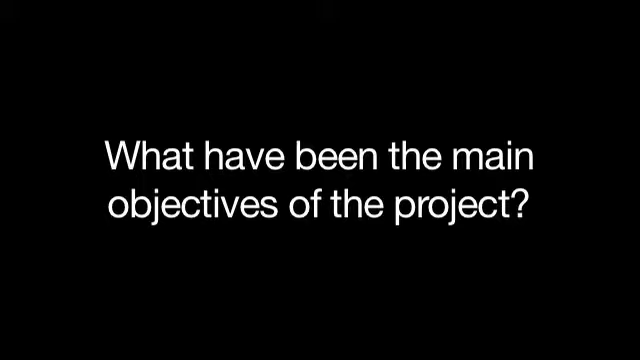 What have been the main
objectives of the project?